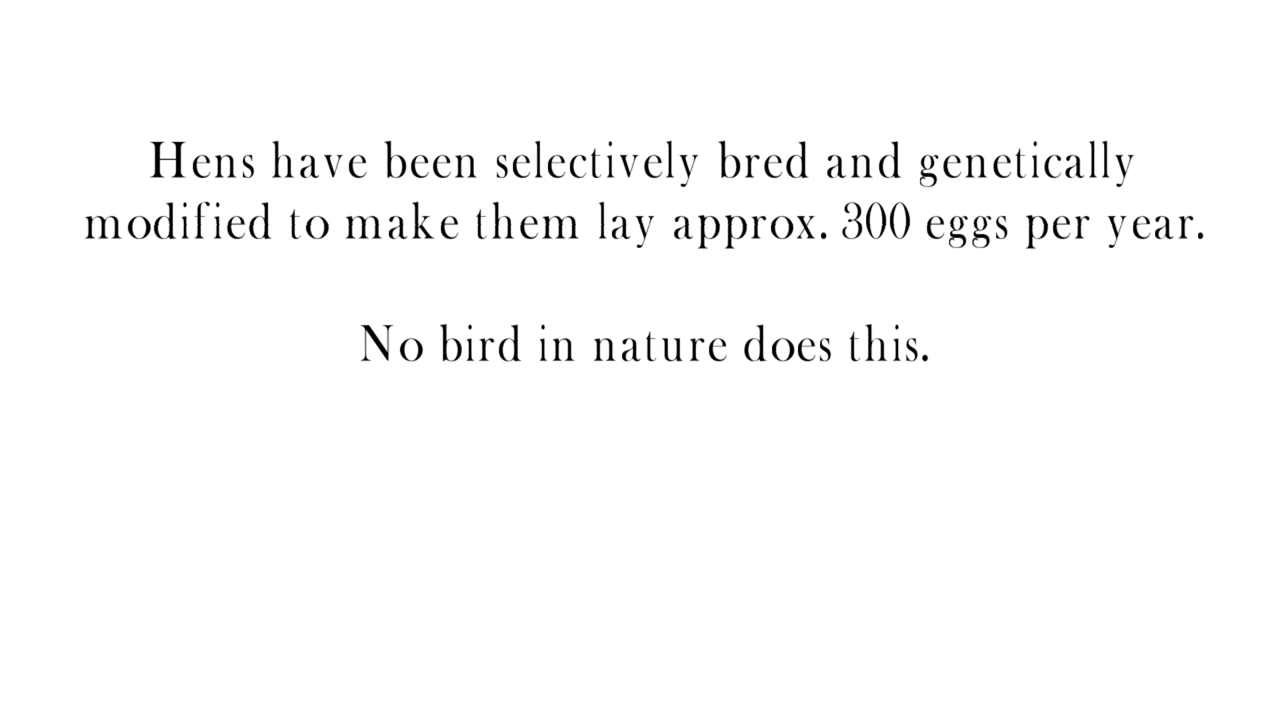 Hens have been selectively bred and genetically
modified to make them lay approx. 300 eggs per year.
No bird in nature does this.